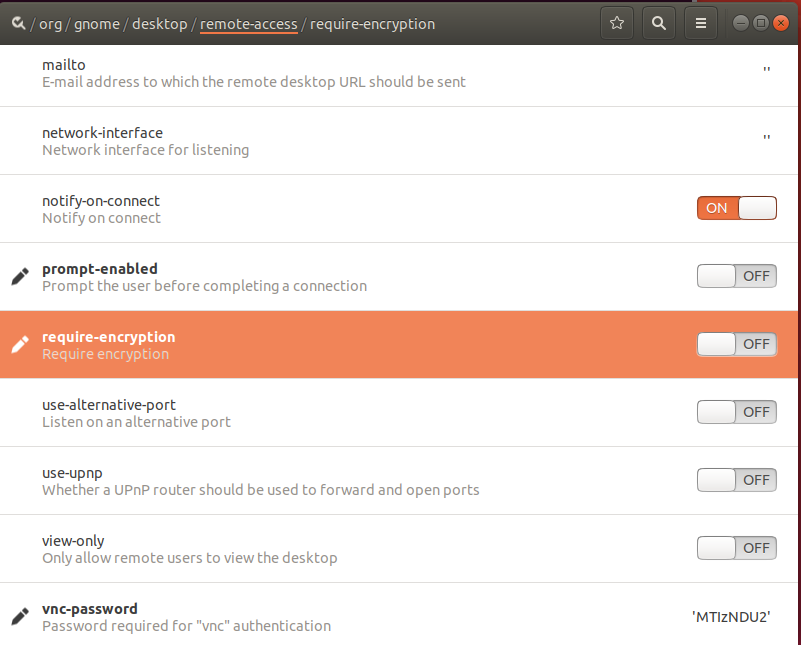 / org / gnome / desktop / remote-access / require-encryption
mailto
E-mail address to which the remote desktop URL should be sent
''
network-interface
Network interface for listening
''
notify-on-connect
Notify on connect
ON
prompt-enabled
Prompt the user before completing a connection
OFF
require-encryption
Require encryption
OFF
use-alternative-port
Listen on an alternative port
OFF
use-upnp
Whether a UPnP router should be used to forward and open ports
OFF
view-only
Only allow remote users to view the desktop
OFF
vnc-password
Password required for "vnc" authentication
'MTIzNDU2'